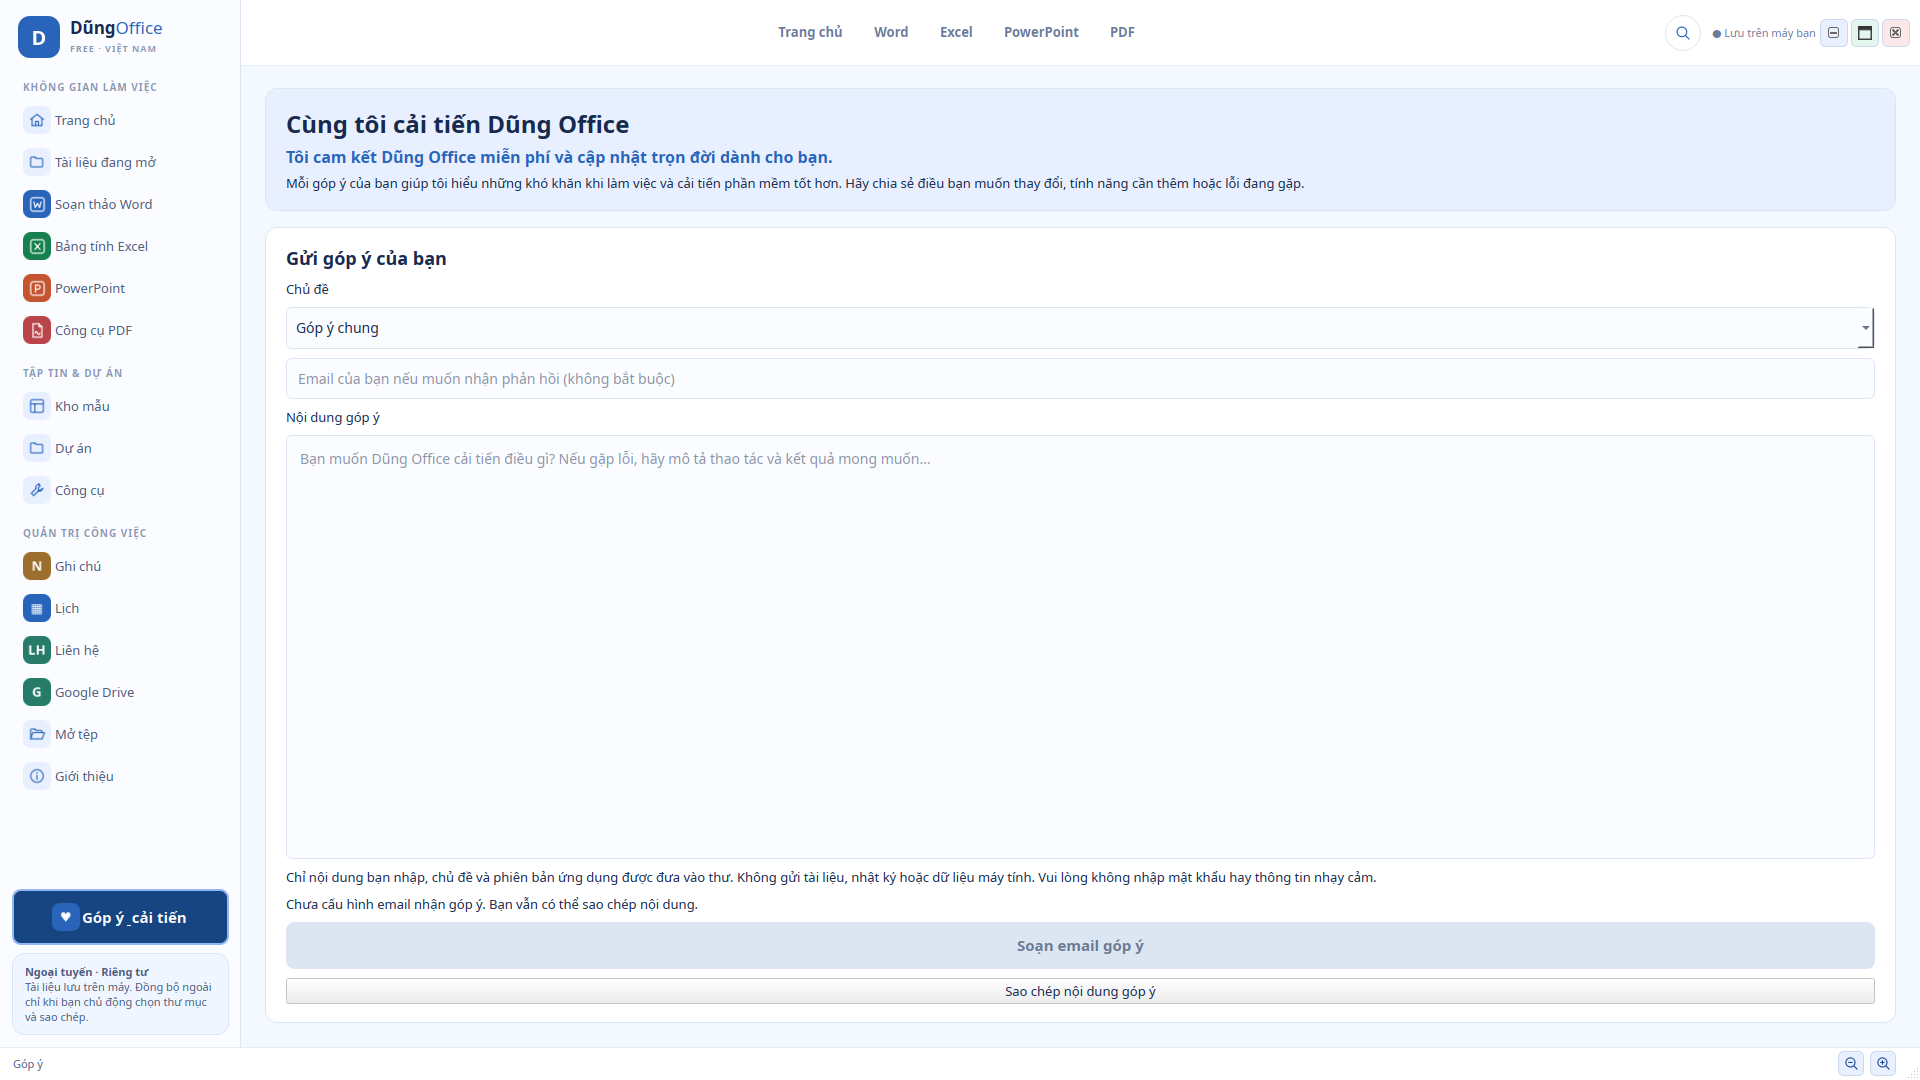 D
DũngOffice
FREE · VIỆT NAM
Trang chủ
Word
Excel
PowerPoint
PDF
● Lưu trên máy bạn
KHÔNG GIAN LÀM VIỆC
Trang chủ
Tài liệu đang mở
W Soạn thảo Word
X Bảng tính Excel
P PowerPoint
Công cụ PDF
TẬP TIN & DỰ ÁN
Kho mẫu
Dự án
Công cụ
QUẢN TRỊ CÔNG VIỆC
N Ghi chú
Lịch
LH Liên hệ
G Google Drive
Mở tệp
Giới thiệu
♥ Góp ý _cải tiến
Ngoại tuyến · Riêng tư
Tài liệu lưu trên máy. Đồng bộ ngoài
chỉ khi bạn chủ động chọn thư mục
và sao chép.
Cùng tôi cải tiến Dũng Office
Tôi cam kết Dũng Office miễn phí và cập nhật trọn đời dành cho bạn.
Mỗi góp ý của bạn giúp tôi hiểu những khó khăn khi làm việc và cải tiến phần mềm tốt hơn. Hãy chia sẻ điều bạn muốn thay đổi, tính năng cần thêm hoặc lỗi đang gặp.
Gửi góp ý của bạn
Chủ đề
Góp ý chung
Email của bạn nếu muốn nhận phản hồi (không bắt buộc)
Nội dung góp ý
Bạn muốn Dũng Office cải tiến điều gì? Nếu gặp lỗi, hãy mô tả thao tác và kết quả mong muốn...
Chỉ nội dung bạn nhập, chủ đề và phiên bản ứng dụng được đưa vào thư. Không gửi tài liệu, nhật ký hoặc dữ liệu máy tính. Vui lòng không nhập mật khẩu hay thông tin nhạy cảm.
Chưa cấu hình email nhận góp ý. Bạn vẫn có thể sao chép nội dung.
Soạn email góp ý
Sao chép nội dung góp ý
Góp ý